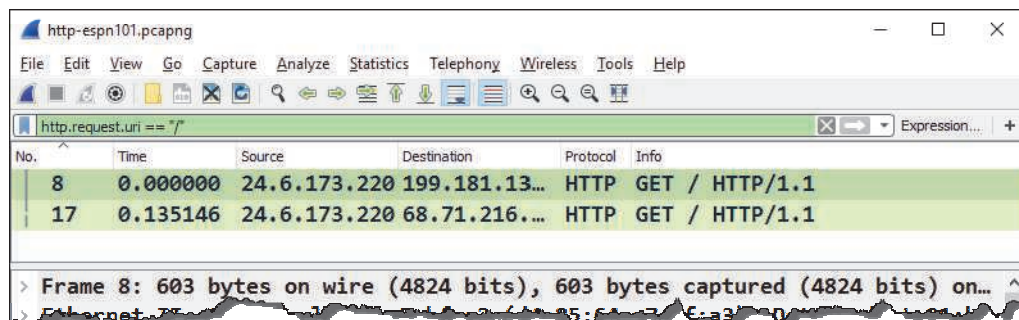 http-espn101.pcapng
File Edit View Go Capture Analyze Statistics Telephony Wireless Tools Help
http.request.uri == "/" Expression... +
No. Time Source Destination Protocol Info
8 0.000000 24.6.173.220 199.181.13... HTTP GET / HTTP/1.1
17 0.135146 24.6.173.220 68.71.216.... HTTP GET / HTTP/1.1
Frame 8: 603 bytes on wire (4824 bits), 603 bytes captured (4824 bits) on...